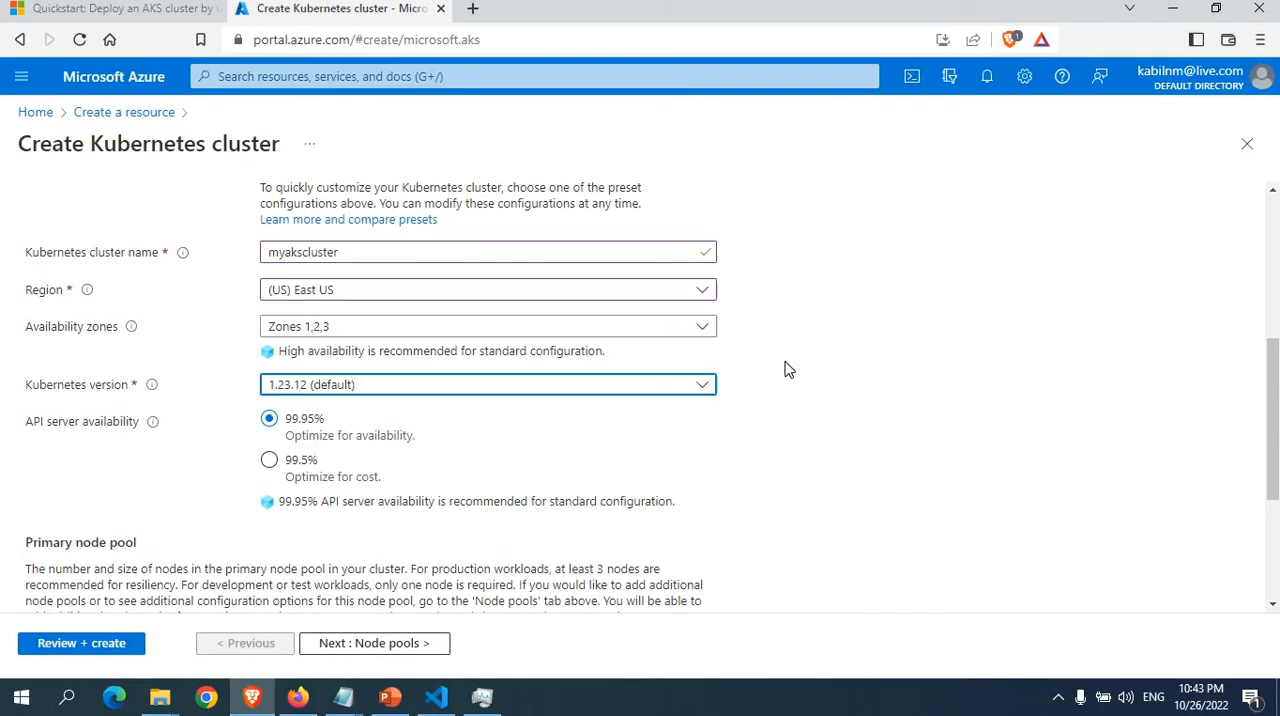 Quickstart: Deploy an AKS cluster by u
Create Kubernetes cluster - Micro
portal.azure.com/#create/microsoft.aks
1
Microsoft Azure
Search resources, services, and docs (G+/)
kabilnm@live.com
DEFAULT DIRECTORY
Home > Create a resource >
Create Kubernetes cluster ...
To quickly customize your Kubernetes cluster, choose one of the preset
configurations above. You can modify these configurations at any time.
Learn more and compare presets
Kubernetes cluster name *
myakscluster
Region *
(US) East US
Availability zones
Zones 1,2,3
High availability is recommended for standard configuration.
Kubernetes version *
1.23.12 (default)
API server availability
99.95%
Optimize for availability.
99.5%
Optimize for cost.
99.95% API server availability is recommended for standard configuration.
Primary node pool
The number and size of nodes in the primary node pool in your cluster. For production workloads, at least 3 nodes are
recommended for resiliency. For development or test workloads, only one node is required. If you would like to add additional
node pools or to see additional configuration options for this node pool, go to the 'Node pools' tab above. You will be able to
Review + create
< Previous
Next : Node pools >
ENG
10:43 PM
10/26/2022
1